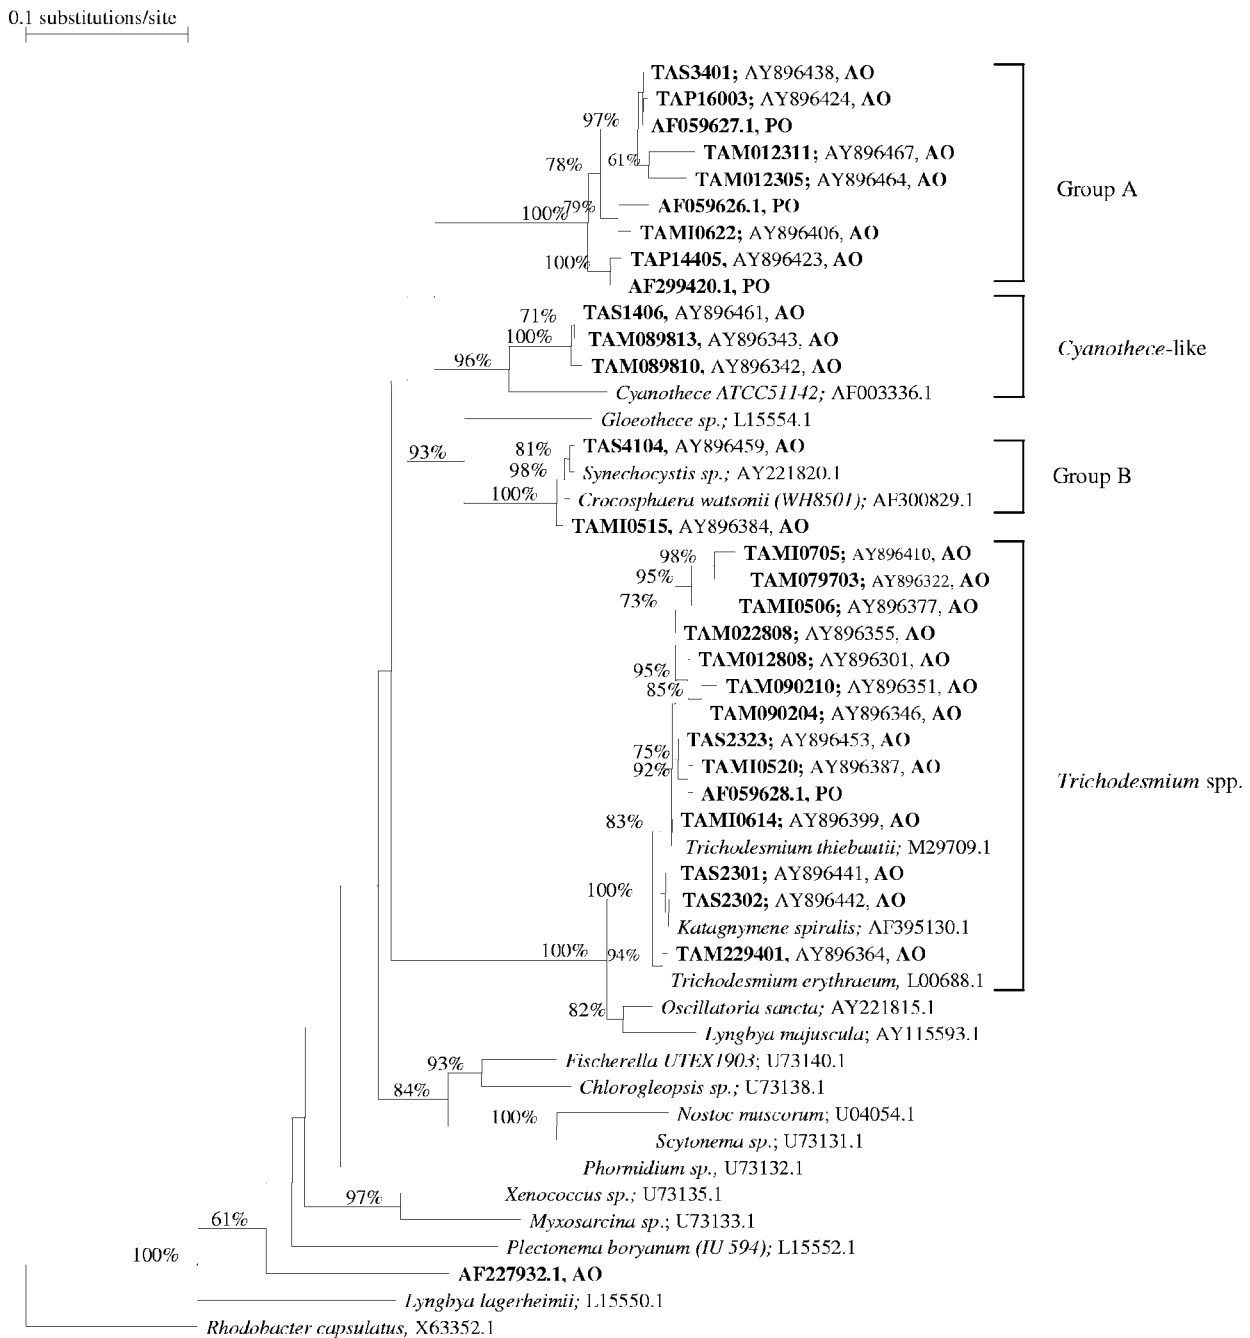 0.1 substitutions/site
TAS3401; AY896438, AO
TAP16003; AY896424, AO
97%
AF059627.1, PO
TAM012311; AY896467, AO
78%
61%
TAM012305; AY896464, AO
Group A
79%
AF059626.1, PO
100%
TAMI0622; AY896406, AO
100%
TAP14405, AY896423, AO
AF299420.1, PO
TAS1406, AY896461, AO
71%
100%
TAM089813, AY896343, AO
Cyanothece-like
96%
TAM089810, AY896342, AO
Cyanothece ATCC51142; AF003336.1
Gloeothece sp.; L15554.1
93%
81%
TAS4104, AY896459, AO
98%
Synechocystis sp.; AY221820.1
Group B
100%
Crocosphaera watsonii (WH8501); AF300829.1
TAMI0515, AY896384, AO
98%
TAMI0705; AY896410, AO
95%
TAM079703; AY896322, AO
73%
TAMI0506; AY896377, AO
TAM022808; AY896355, AO
95%
TAM012808; AY896301, AO
85%
TAM090210; AY896351, AO
TAM090204; AY896346, AO
75%
TAS2323; AY896453, AO
92%
TAMI0520; AY896387, AO
Trichodesmium spp.
AF059628.1, PO
83%
TAMI0614; AY896399, AO
Trichodesmium thiebautii; M29709.1
TAS2301; AY896441, AO
100%
TAS2302; AY896442, AO
Katagnymene spiralis; AF395130.1
100%
94%
TAM229401, AY896364, AO
Trichodesmium erythraeum, L00688.1
82%
Oscillatoria sancta; AY221815.1
Lyngbya majuscula; AY115593.1
93%
Fischerella UTEX1903; U73140.1
84%
Chlorogleopsis sp.; U73138.1
100%
Nostoc muscorum; U04054.1
Scytonema sp.; U73131.1
Phormidium sp., U73132.1
97%
Xenococcus sp.; U73135.1
Myxosarcina sp.; U73133.1
61%
Plectonema boryanum (IU 594); L15552.1
100%
AF227932.1, AO
Lyngbya lagerheimii; L15550.1
Rhodobacter capsulatus, X63352.1